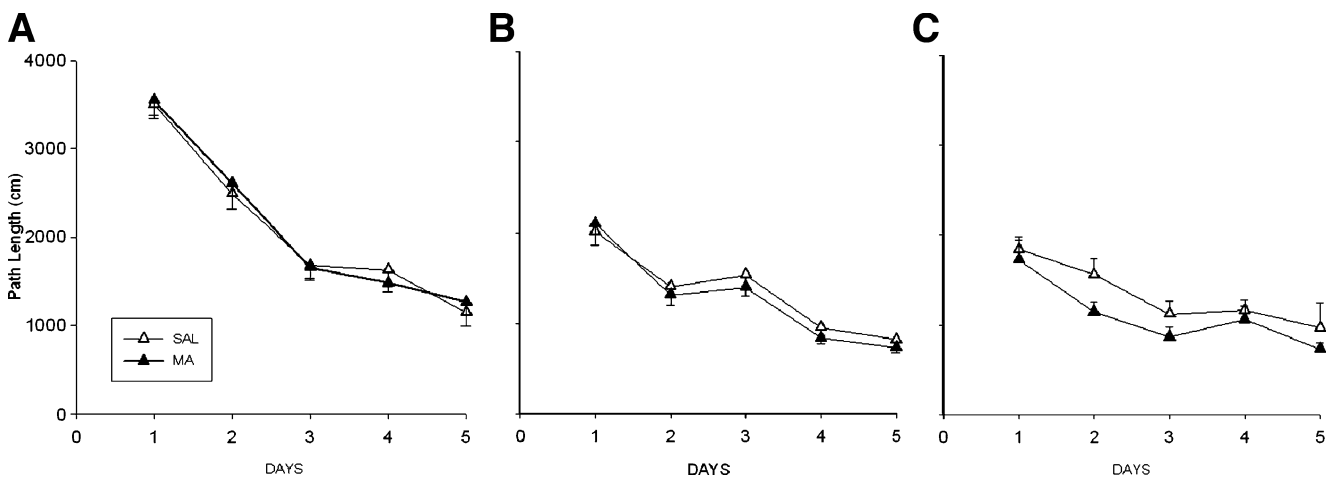 A
B
C
4000
3000
2000
1000
0
Path Length (cm)
SAL
MA
0 1 2 3 4 5
DAYS
0 1 2 3 4 5
DAYS
0 1 2 3 4 5
DAYS